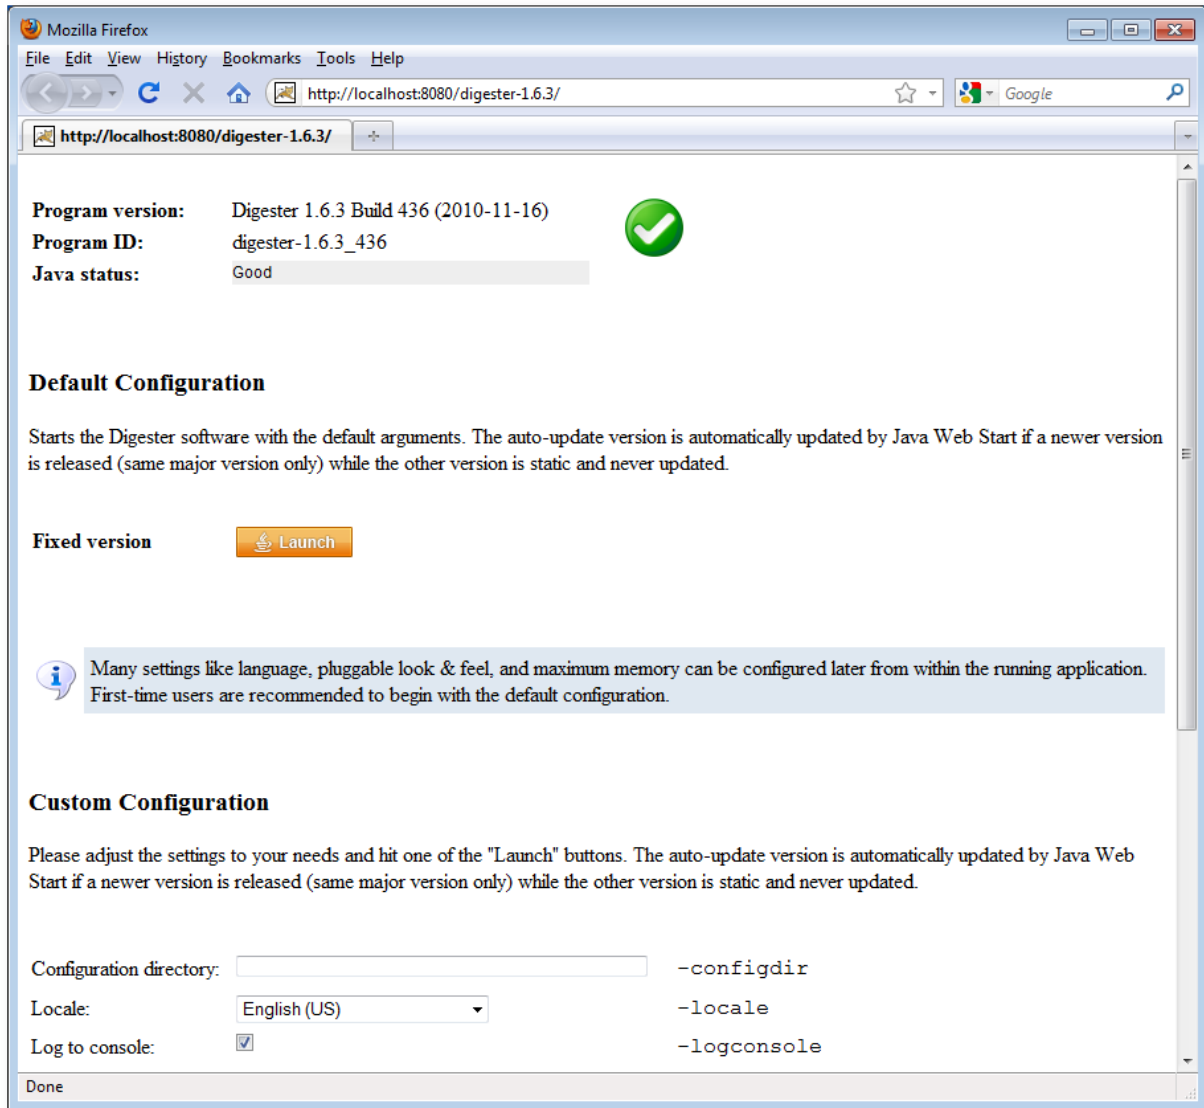 Mozilla Firefox
File Edit View History Bookmarks Tools Help
http://localhost:8080/digester-1.6.3/
Google
http://localhost:8080/digester-1.6.3/
Program version: Digester 1.6.3 Build 436 (2010-11-16)
Program ID: digester-1.6.3_436
Java status: Good
Default Configuration
Starts the Digester software with the default arguments. The auto-update version is automatically updated by Java Web Start if a newer version
is released (same major version only) while the other version is static and never updated.
Fixed version Launch
Many settings like language, pluggable look & feel, and maximum memory can be configured later from within the running application.
First-time users are recommended to begin with the default configuration.
Custom Configuration
Please adjust the settings to your needs and hit one of the "Launch" buttons. The auto-update version is automatically updated by Java Web
Start if a newer version is released (same major version only) while the other version is static and never updated.
Configuration directory: -configdir
Locale: English (US) -locale
Log to console: -logconsole
Done